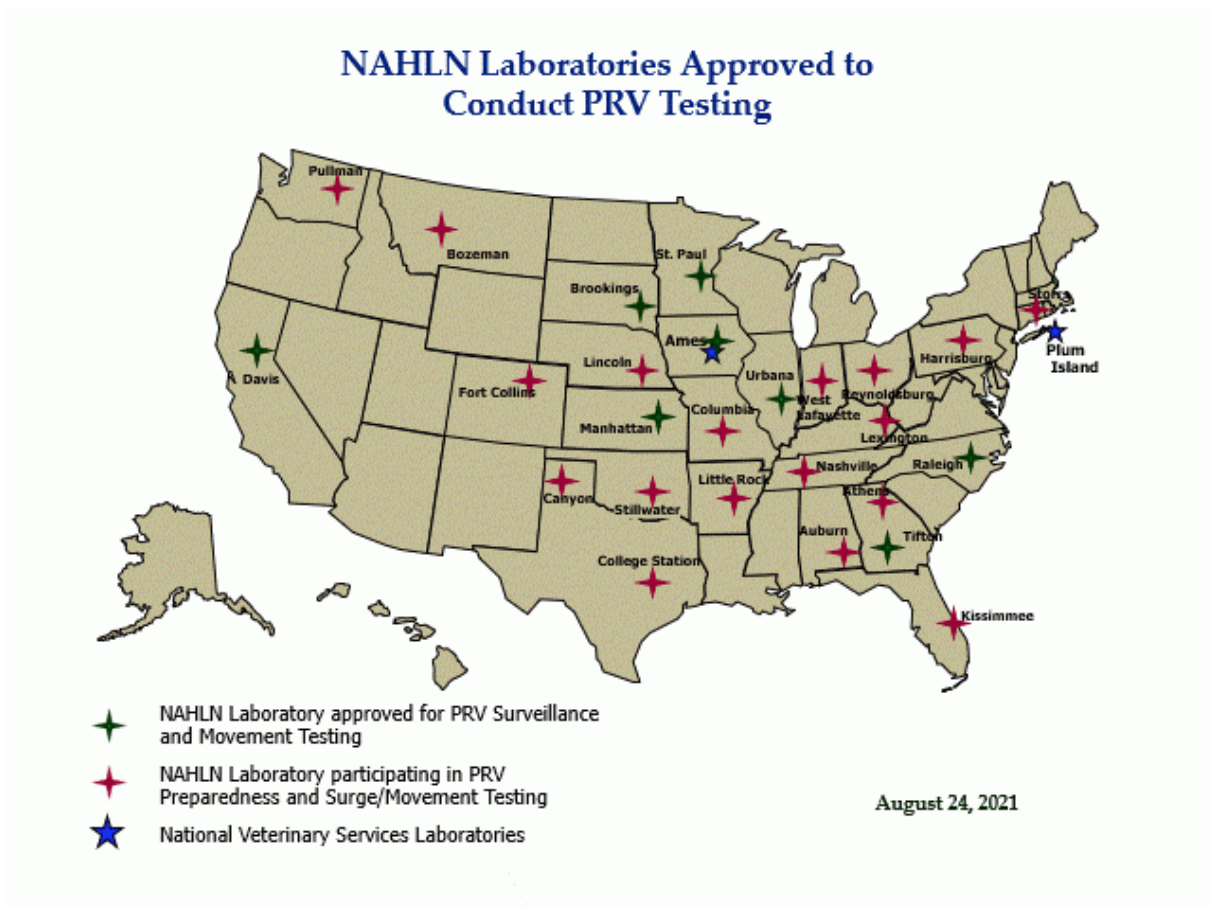 NAHLN Laboratories Approved to
Conduct PRV Testing
Pullman
Bozeman
St. Paul
Brookings
Storrs
Ames
Harrisburg
Plum
Island
Lincoln
Davis
Fort Collins
Urbana
West
Lafayette
Reynoldsburg
Columbia
Manhattan
Lexington
Nashville
Raleigh
Canyon
Stillwater
Little Rock
Athens
Auburn
Tifton
College Station
Kissimmee
NAHLN Laboratory approved for PRV Surveillance
and Movement Testing
NAHLN Laboratory participating in PRV
Preparedness and Surge/Movement Testing
August 24, 2021
National Veterinary Services Laboratories